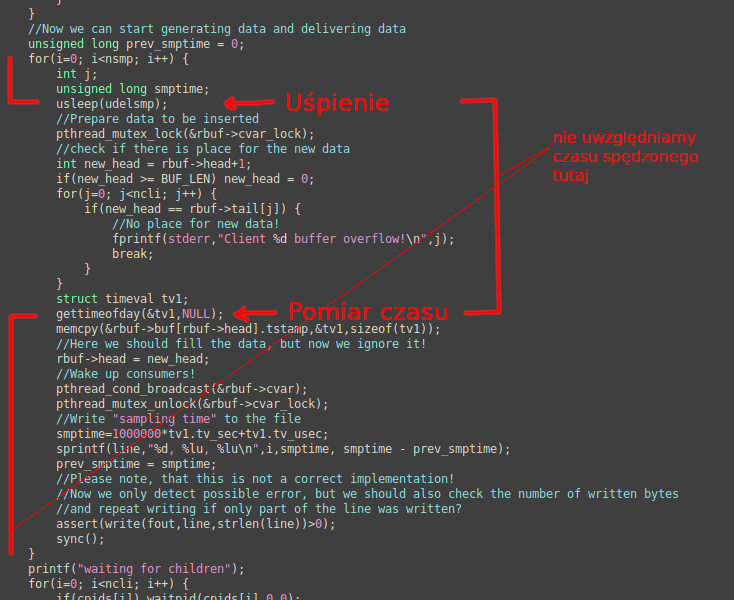 }
}
//Now we can start generating data and delivering data
unsigned long prev_smptime = 0;
for(i=0; i<nsmp; i++) {
int j;
unsigned long smptime;
usleep(udelsmp);
Uśpienie
//Prepare data to be inserted
pthread_mutex_lock(&rbuf->cvar_lock);
nie uwzględniamy
//check if there is place for the new data
czasu spędzonego
int new_head = rbuf->head+1;
tutaj
if(new_head >= BUF_LEN) new_head = 0;
for(j=0; j<ncli; j++) {
if(new_head == rbuf->tail[j]) {
//No place for new data!
fprintf(stderr,"Client %d buffer overflow!\n",j);
break;
}
}
struct timeval tv1;
gettimeofday(&tv1,NULL);
Pomiar czasu
memcpy(&rbuf->buf[rbuf->head].tstamp,&tv1,sizeof(tv1));
//Here we should fill the data, but now we ignore it!
rbuf->head = new_head;
//Wake up consumers!
pthread_cond_broadcast(&rbuf->cvar);
pthread_mutex_unlock(&rbuf->cvar_lock);
//Write "sampling time" to the file
smptime=1000000*tv1.tv_sec+tv1.tv_usec;
sprintf(line,"%d, %lu, %lu\n",i,smptime, smptime - prev_smptime);
prev_smptime = smptime;
//Please note, that this is not a correct implementation!
//Now we only detect possible error, but we should also check the number of written bytes
//and repeat writing if only part of the line was written?
assert(write(fout,line,strlen(line))>0);
sync();
}
printf("waiting for children");
for(i=0; i<ncli; i++) {
if(cpids[i]) waitpid(cpids[i],0,0);